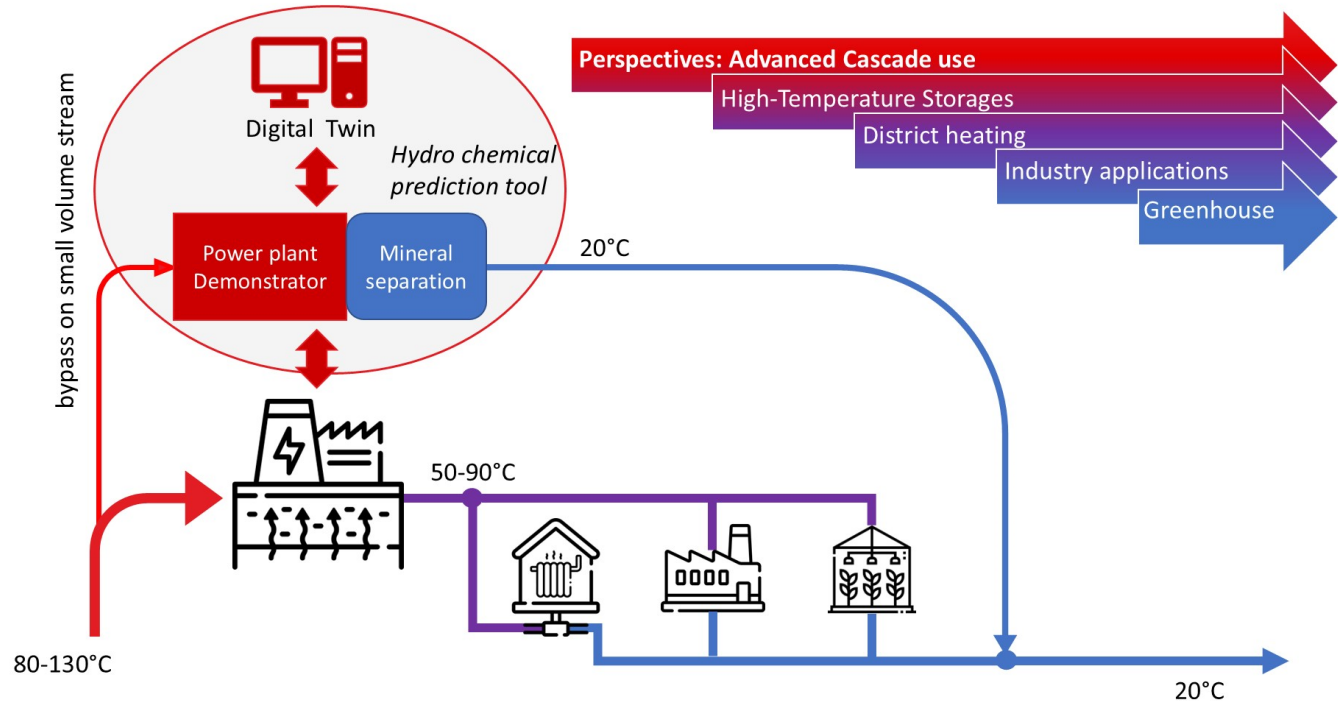 Perspectives: Advanced Cascade use
High-Temperature Storages
District heating
Industry applications
Greenhouse
Digital Twin
Hydro chemical
prediction tool
bypass on small volume stream
Power plant
Demonstrator
Mineral
separation
20°C
50-90°C
80-130°C
20°C